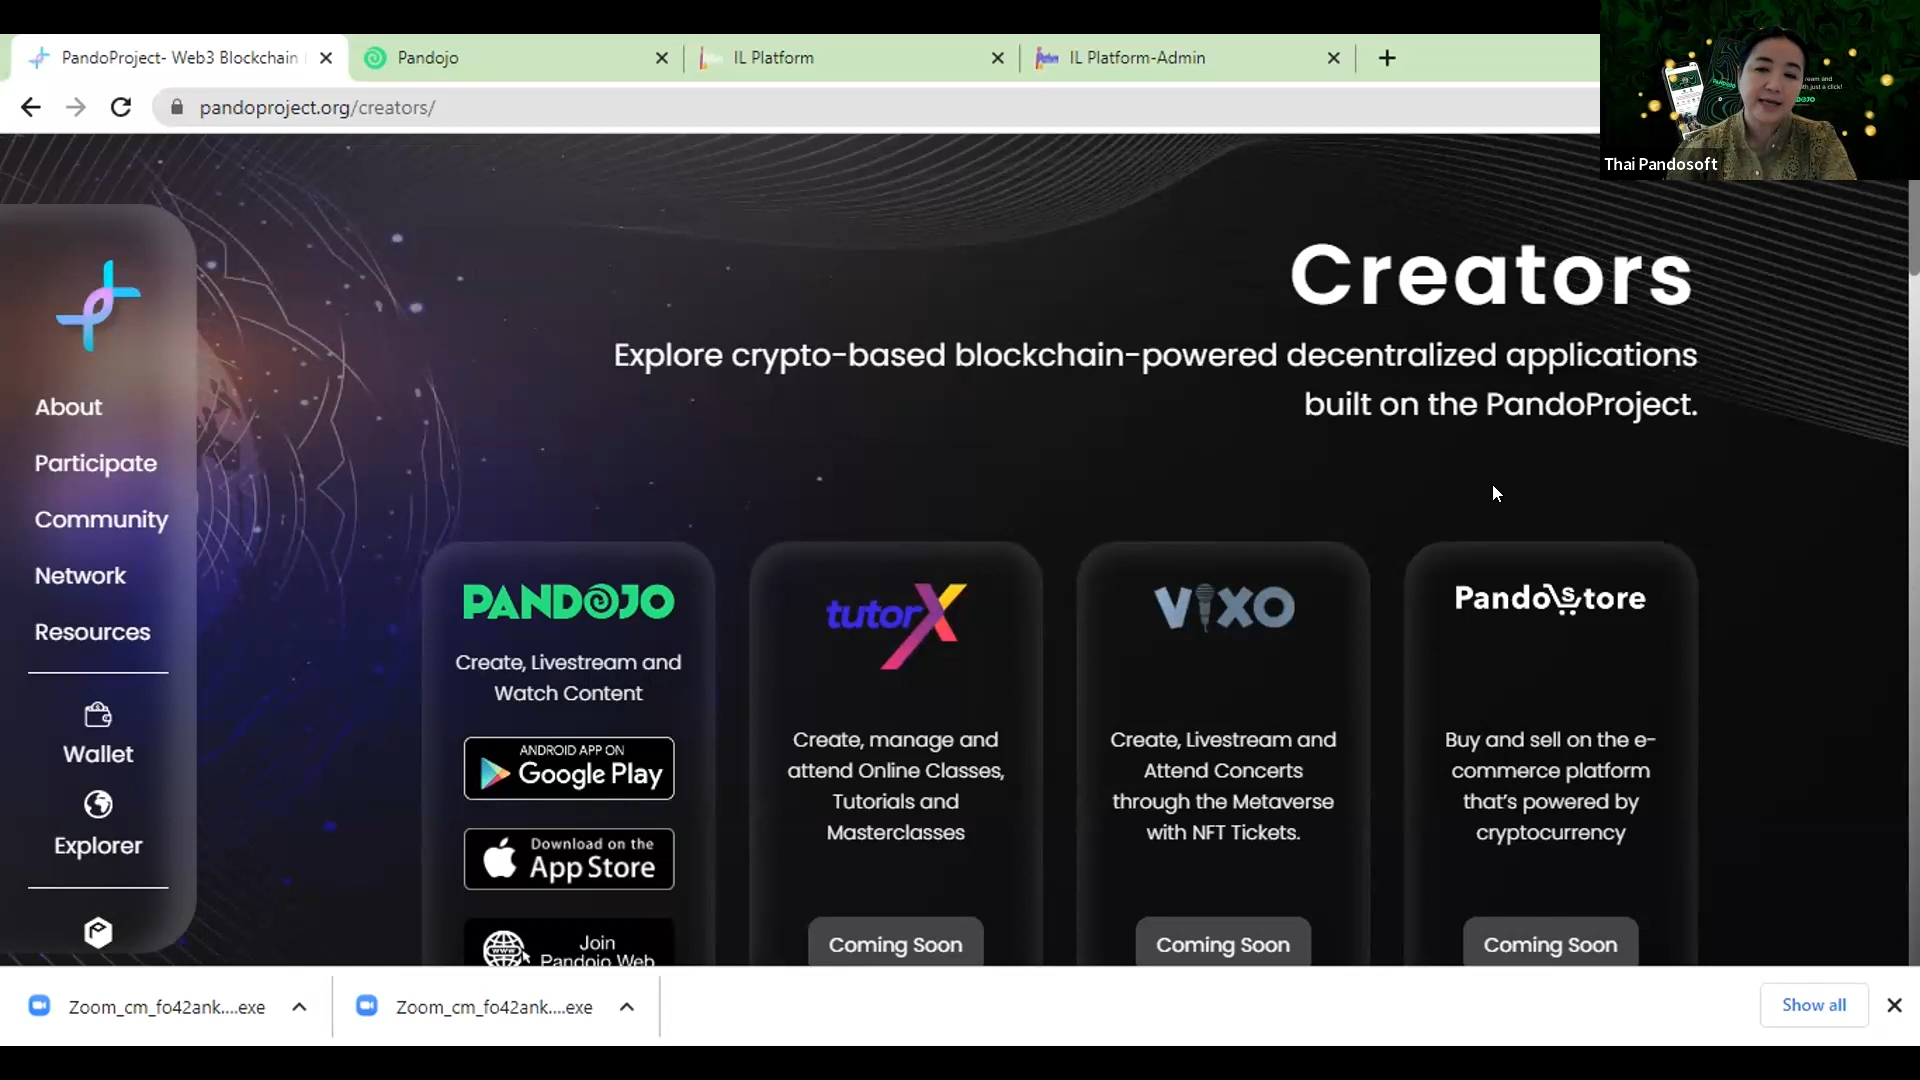 PandoProject- Web3 Blockchain
Pandojo
IL Platform
IL Platform-Admin
pandoproject.org/creators/
PANDOJO
Thai Pandosoft
Creators
Explore crypto-based blockchain-powered decentralized applications
built on the PandoProject.
About
Participate
Community
Network
Resources
Wallet
Explorer
PANDOJO
Create, Livestream and
Watch Content
ANDROID APP ON
Google Play
Download on the
App Store
www
Join
Pandojo Web
tutorX
Create, manage and
attend Online Classes,
Tutorials and
Masterclasses
Coming Soon
VIXO
Create, Livestream and
Attend Concerts
through the Metaverse
with NFT Tickets.
Coming Soon
PandoStore
Buy and sell on the e-
commerce platform
that's powered by
cryptocurrency
Coming Soon
Zoom_cm_fo42ank....exe
Zoom_cm_fo42ank....exe
Show all